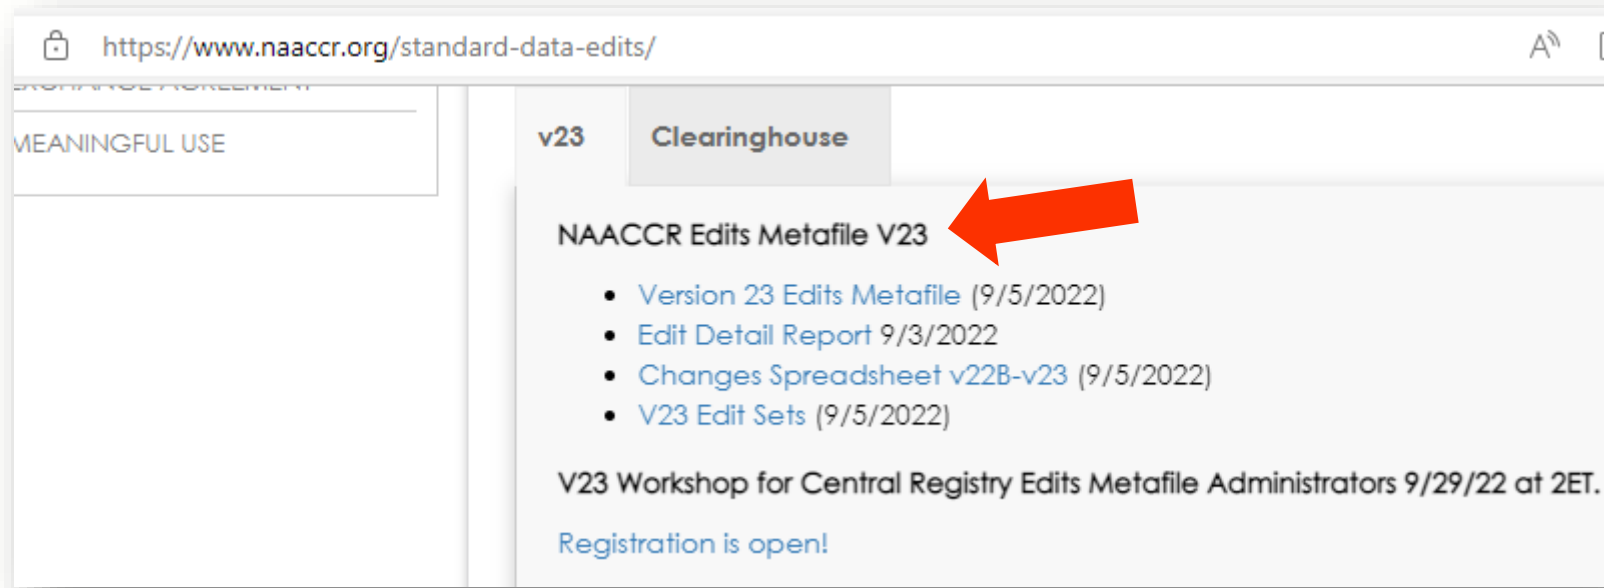 https://www.naaccr.org/standard-data-edits/
EXCHANGE AGREEMENT
MEANINGFUL USE
v23
Clearinghouse
NAACCR Edits Metafile V23
Version 23 Edits Metafile (9/5/2022)
Edit Detail Report 9/3/2022
Changes Spreadsheet v22B-v23 (9/5/2022)
V23 Edit Sets (9/5/2022)
V23 Workshop for Central Registry Edits Metafile Administrators 9/29/22 at 2ET.
Registration is open!